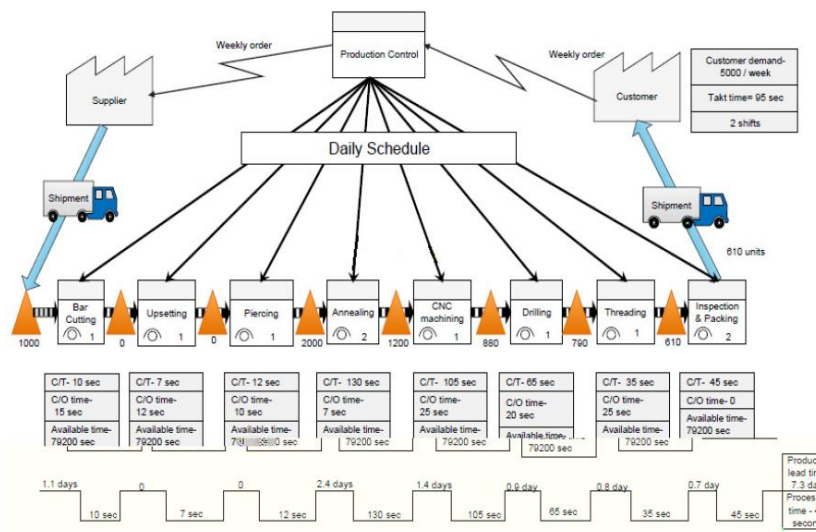 Weekly order
Production Control
Weekly order
Supplier
Customer
Customer demand-
5000 / week
Takt time= 95 sec
2 shifts
Daily Schedule
Shipment
Shipment
610 units
Bar
Cutting
1
Upsetting
1
Piercing
1
Annealing
2
CNC
machining
1
Drilling
1
Threading
1
Inspection
& Packing
2
1000
0
0
2000
1200
880
790
610
C/T- 10 sec
C/O time-
15 sec
Available time-
79200 sec
C/T- 7 sec
C/O time-
12 sec
Available time-
79200 sec
C/T- 12 sec
C/O time-
10 sec
Available time-
sec
C/T- 130 sec
C/O time-
7 sec
Available time-
79200 sec
C/T- 105 sec
C/O time-
25 sec
Available time-
79200 sec
C/T- 65 sec
C/O time-
20 sec
Available time-
79200 sec
C/T- 35 sec
C/O time-
25 sec
Available time-
79200 sec
C/T- 45 sec
C/O time- 0
Available time-
79200 sec
1.1 days
0
0
2.4 days
1.4 days
0.9 day
0.8 day
0.7 day
10 sec
7 sec
12 sec
130 sec
105 sec
65 sec
35 sec
45 sec
lead
7.3
time -